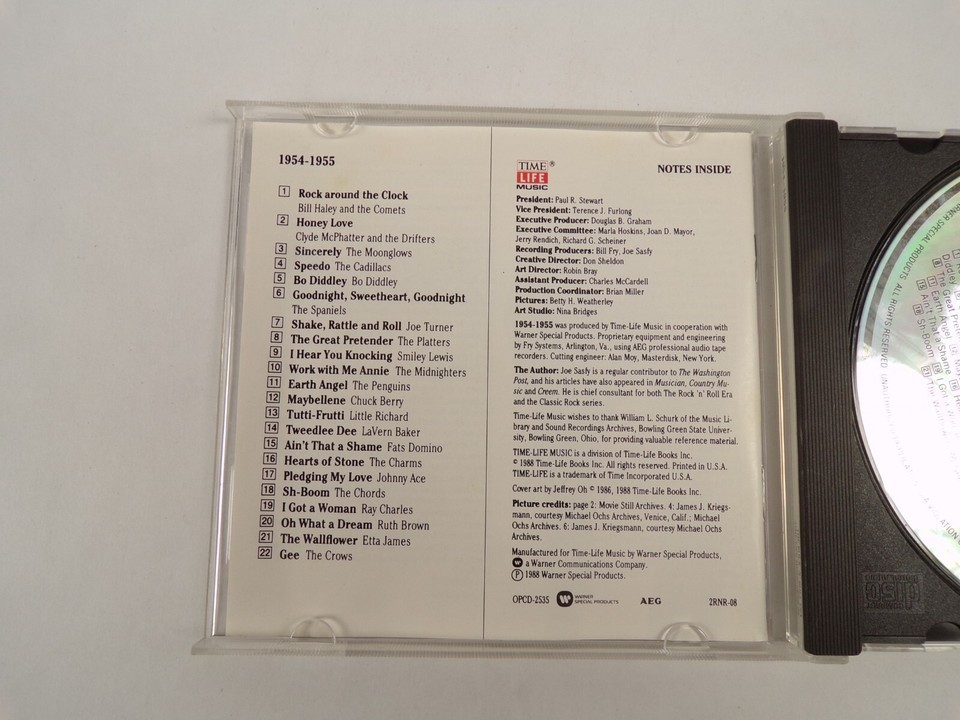 1954-1955
1 Rock around the Clock
Bill Haley and the Comets
2 Honey Love
Clyde McPhatter and the Drifters
3 Sincerely The Moonglows
4 Speedo The Cadillacs
5 Bo Diddley Bo Diddley
6 Goodnight, Sweetheart, Goodnight
The Spaniels
7 Shake, Rattle and Roll Joe Turner
8 The Great Pretender The Platters
9 I Hear You Knocking Smiley Lewis
10 Work with Me Annie The Midnighters
11 Earth Angel The Penguins
12 Maybellene Chuck Berry
13 Tutti-Frutti Little Richard
14 Tweedlee Dee LaVern Baker
15 Ain't That a Shame Fats Domino
16 Hearts of Stone The Charms
17 Pledging My Love Johnny Ace
18 Sh-Boom The Chords
19 I Got a Woman Ray Charles
20 Oh What a Dream Ruth Brown
21 The Wallflower Etta James
22 Gee The Crows
TIME ®
LIFE
MUSIC
NOTES INSIDE
President: Paul R. Stewart
Vice President: Terence J. Furlong
Executive Producer: Douglas B. Graham
Executive Committee: Marla Hoskins, Joan D. Mayor,
Jerry Rendich, Richard G. Scheiner
Recording Producers: Bill Fry, Joe Sasfy
Creative Director: Don Sheldon
Art Director: Robin Bray
Assistant Producer: Charles McCardell
Production Coordinator: Brian Miller
Pictures: Betty H. Weatherley
Art Studio: Nina Bridges
1954-1955 was produced by Time-Life Music in cooperation with
Warner Special Products. Proprietary equipment and engineering
by Fry Systems, Arlington, Va., using AEG professional audio tape
recorders. Cutting engineer: Alan Moy, Masterdisk, New York.
The Author: Joe Sasfy is a regular contributor to The Washington
Post, and his articles have also appeared in Musician, Country Mu-
sic and Creem. He is chief consultant for both The Rock 'n' Roll Era
and the Classic Rock series.
Time-Life Music wishes to thank William L. Schurk of the Music Li-
brary and Sound Recordings Archives, Bowling Green State Univer-
sity, Bowling Green, Ohio, for providing valuable reference material.
TIME-LIFE MUSIC is a division of Time-Life Books Inc.
© 1988 Time-Life Books Inc. All rights reserved. Printed in U.S.A.
TIME-LIFE is a trademark of Time Incorporated U.S.A.
Cover art by Jeffrey Oh © 1986, 1988 Time-Life Books Inc.
Picture credits: page 2: Movie Still Archives. 4: James J. Kriegs-
mann, courtesy Michael Ochs Archives, Venice, Calif.; Michael
Ochs Archives. 6: James J. Kriegsmann, courtesy Michael Ochs
Archives.
Manufactured for Time-Life Music by Warner Special Products,
a Warner Communications Company.
Ⓟ 1988 Warner Special Products.
OPCD-2535 WARNER
SPECIAL PRODUCTS AEG 2RNR-08
RNER SPECIAL PRODUCTS. ALL RIGHTS RESERVED.
Diddley
The Great Preten
Earth Angel
Ain't That a Shame
Sh-Boom
I Got a
disc